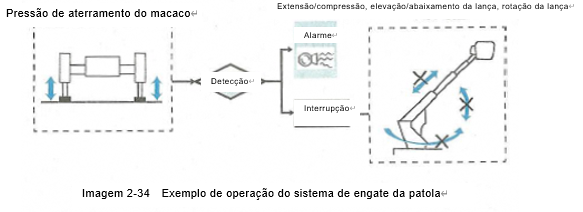 Extensão/compressão, elevação/abaixamento da lança, rotação da lança
Pressão de aterramento do macaco
Alarme
Detecção
Interrupção
Imagem 2-34 Exemplo de operação do sistema de engate da patola